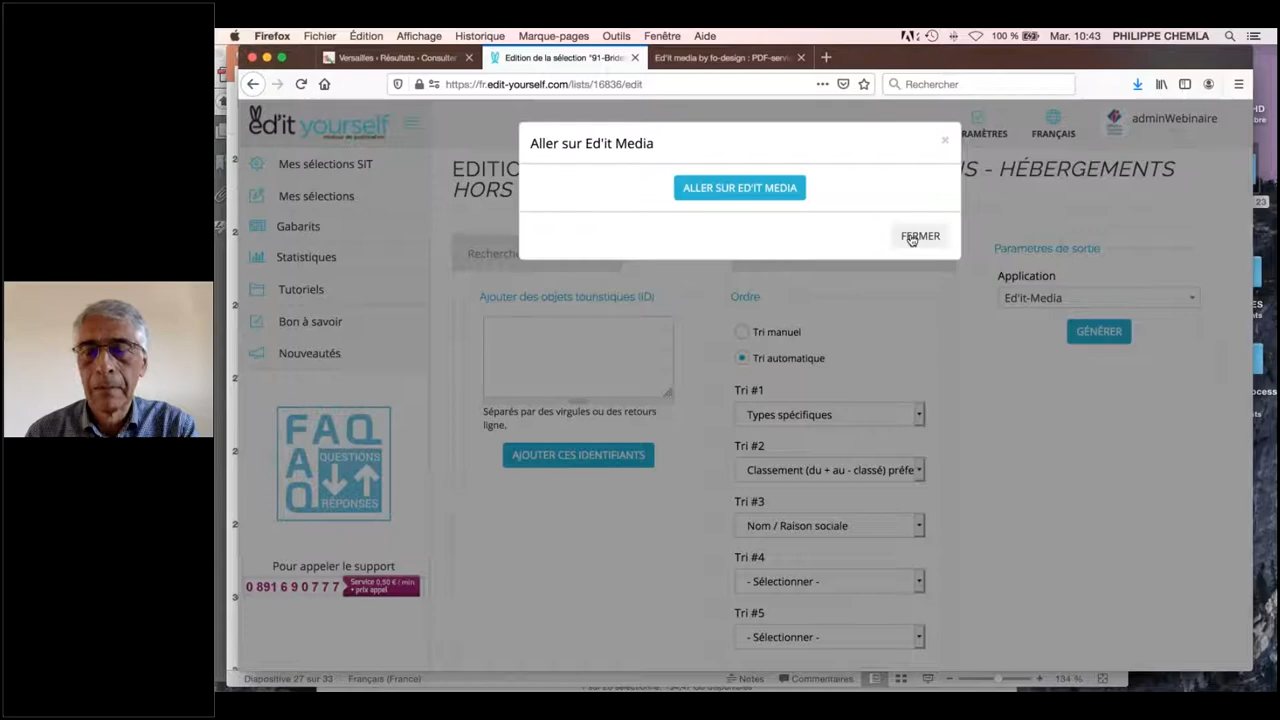 Firefox Fichier Édition Affichage Historique Marque-pages Outils Fenêtre Aide
100 % Mar. 10:43 PHILIPPE CHEMLA
Versailles • Résultats • Consulter
Edition de la sélection "91-Bride
Ed'it media by fo-design : PDF-serv
https://fr.edit-yourself.com/lists/16836/edit
Rechercher
ed'it yourself
Mes sélections SIT
Mes sélections
Gabarits
Statistiques
Tutoriels
Bon à savoir
Nouveautés
FAQ
QUESTIONS
RÉPONSES
Pour appeler le support
0 891 690 777
Service 0,50 € / min
+ prix appel
RAMÈTRES
FRANÇAIS
adminWebinaire
EDITIO
S - HÉBERGEMENTS
HORS
Aller sur Ed'it Media
×
ALLER SUR ED'IT MEDIA
FERMER
Recherche
Ajouter des objets touristiques (ID)
Séparés par des virgules ou des retours
ligne.
AJOUTER CES IDENTIFIANTS
Ordre
Tri manuel
Tri automatique
Tri #1
Types spécifiques
Tri #2
Classement (du + au - classé) préfe
Tri #3
Nom / Raison sociale
Tri #4
- Sélectionner -
Tri #5
- Sélectionner -
Paramètres de sortie
Application
Ed'it-Media
GÉNÉRER
Diapositive 27 sur 33 Français (France)
Notes Commentaires 134 %